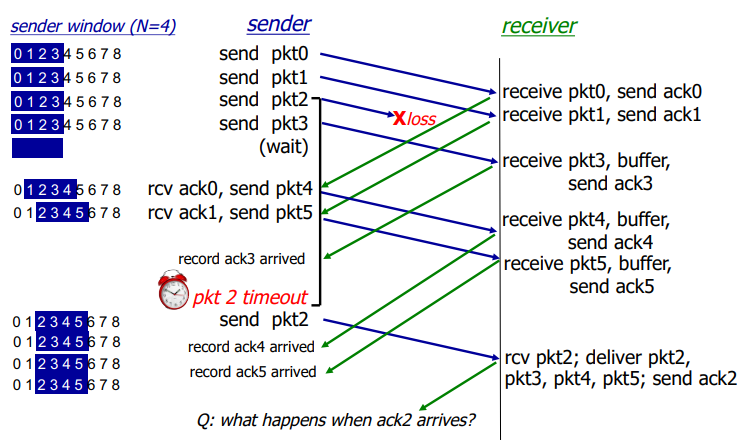 sender window (N=4) sender receiver
0 1 2 3 4 5 6 7 8 send pkt0
0 1 2 3 4 5 6 7 8 send pkt1
0 1 2 3 4 5 6 7 8 send pkt2 receive pkt0, send ack0
0 1 2 3 4 5 6 7 8 send pkt3 Xloss receive pkt1, send ack1
(wait)
receive pkt3, buffer,
send ack3
0 1 2 3 4 5 6 7 8 rcv ack0, send pkt4
0 1 2 3 4 5 6 7 8 rcv ack1, send pkt5
receive pkt4, buffer,
send ack4
record ack3 arrived
receive pkt5, buffer,
send ack5
pkt 2 timeout
0 1 2 3 4 5 6 7 8 send pkt2
0 1 2 3 4 5 6 7 8 record ack4 arrived
0 1 2 3 4 5 6 7 8 record ack5 arrived
0 1 2 3 4 5 6 7 8
rcv pkt2; deliver pkt2,
pkt3, pkt4, pkt5; send ack2
Q: what happens when ack2 arrives?